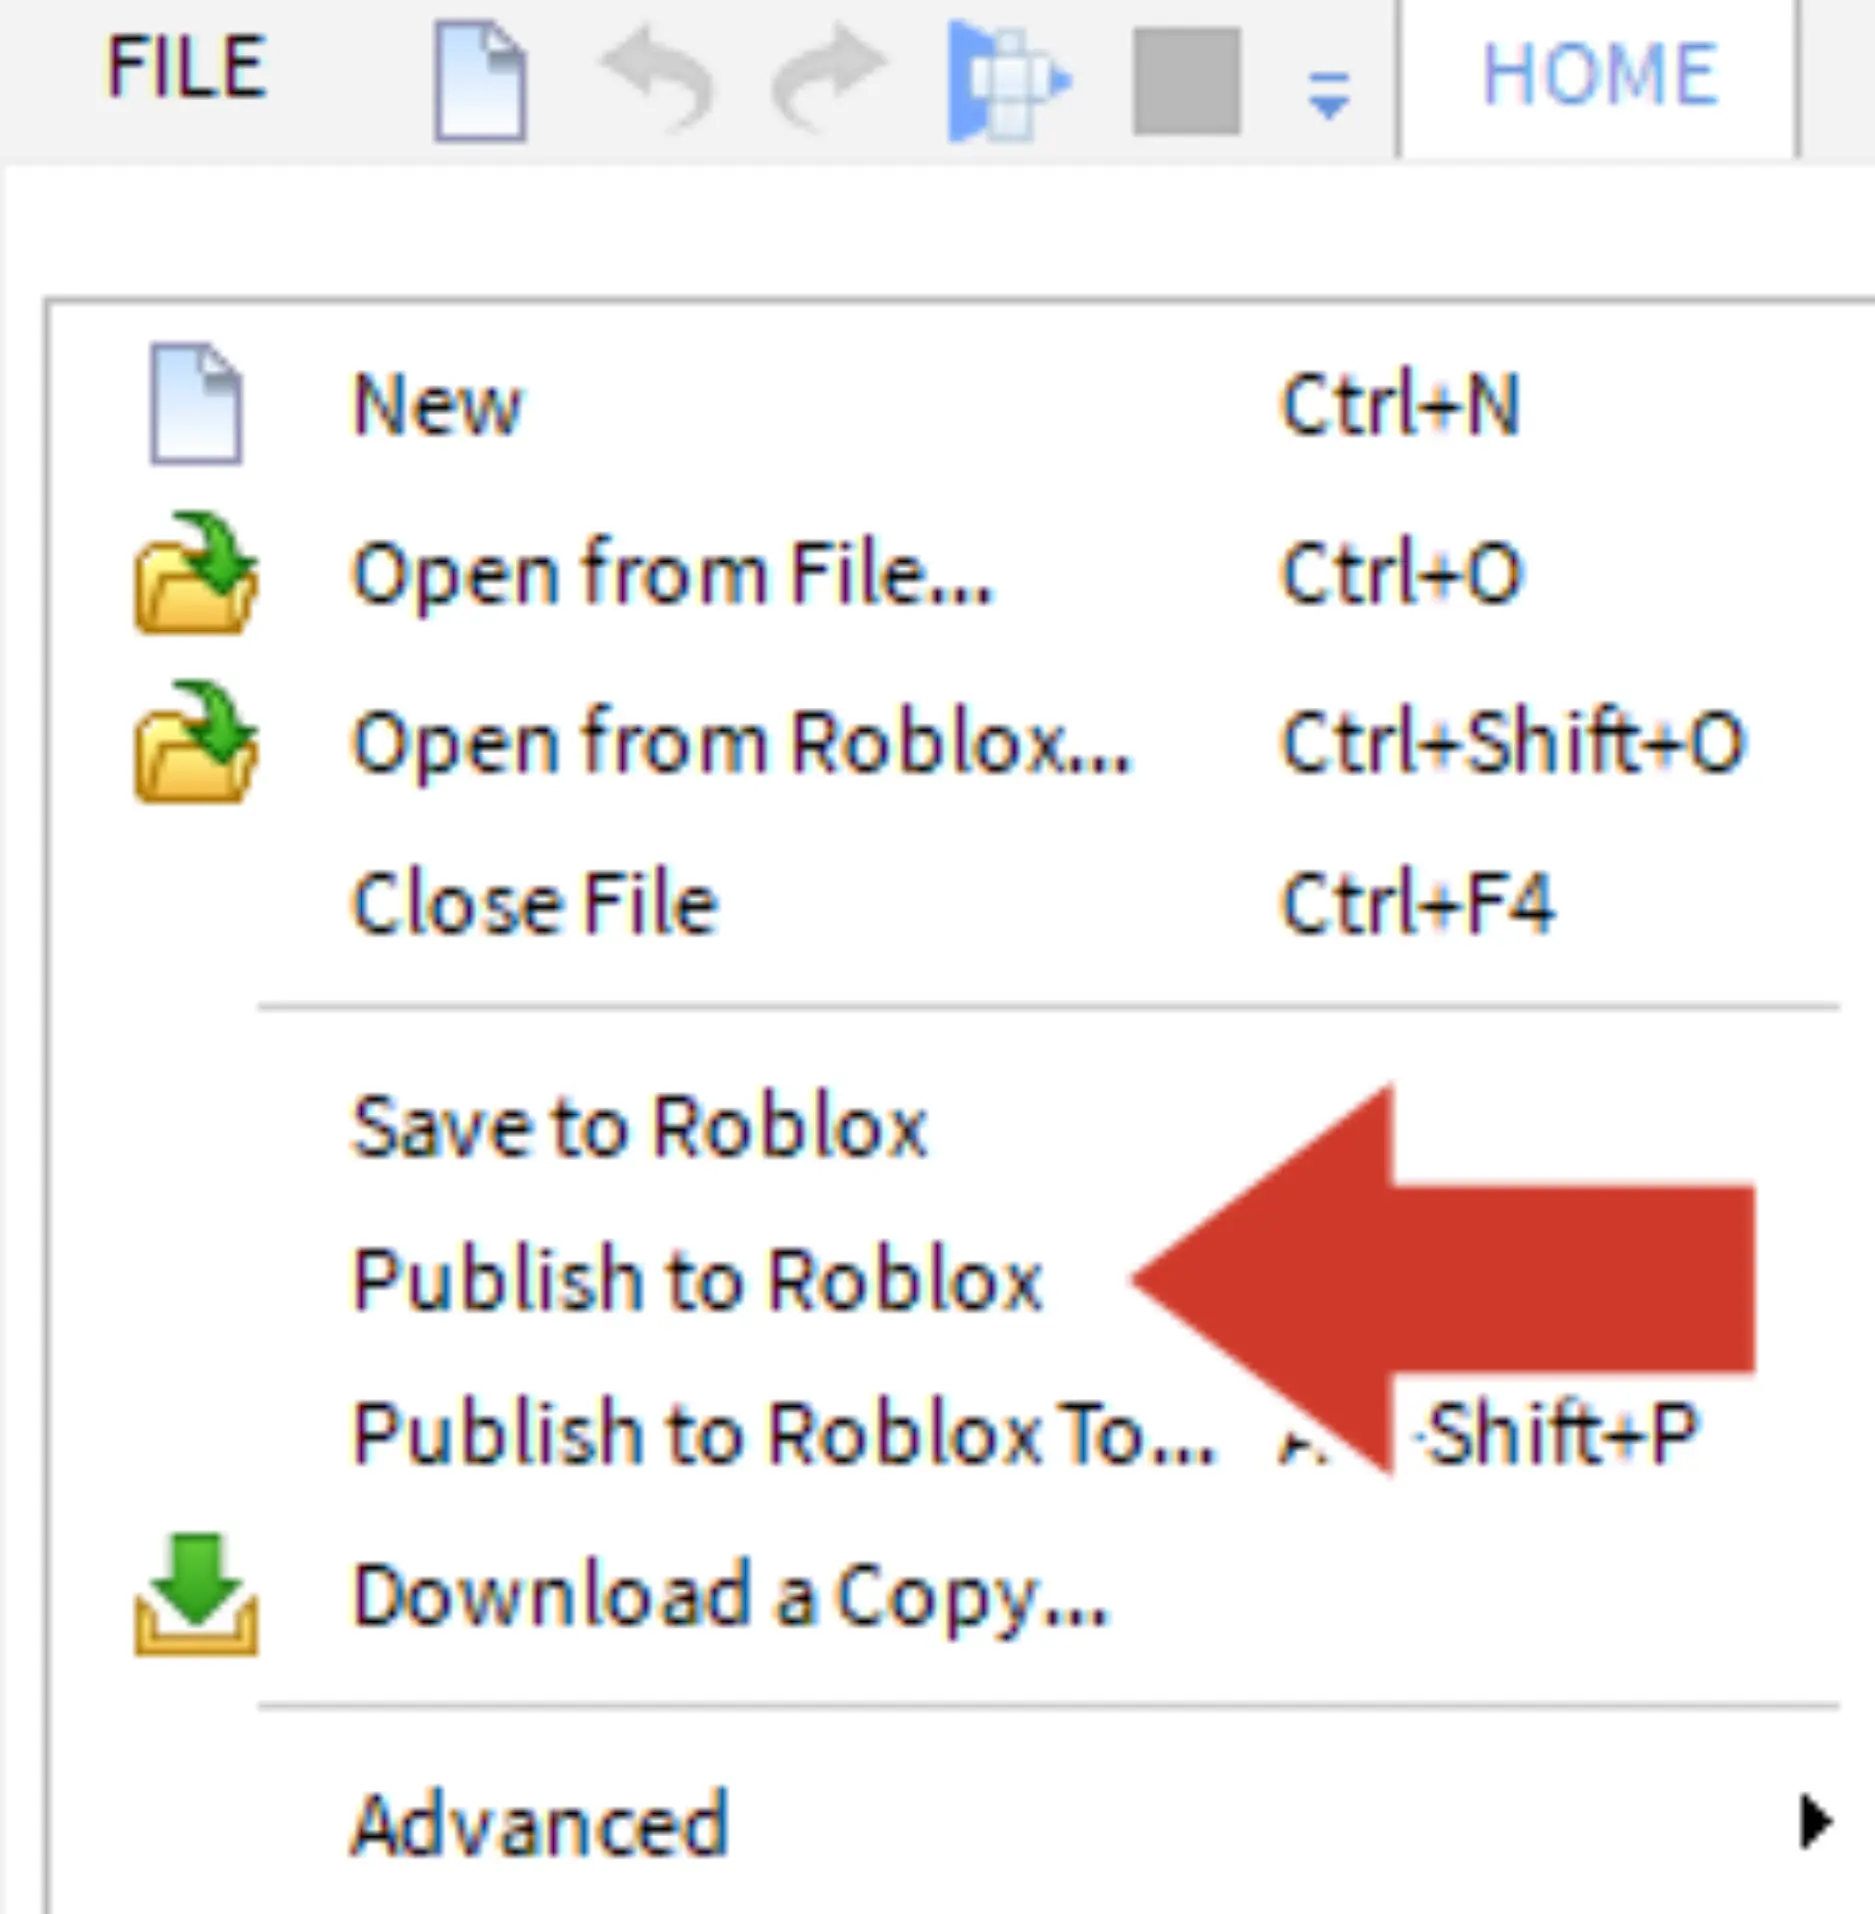 FILE HOME
New Ctrl+N
Open from File... Ctrl+O
Open from Roblox... Ctrl+Shift+O
Close File Ctrl+F4
Save to Roblox
Publish to Roblox
Publish to Roblox To... Shift+P
Download a Copy...
Advanced